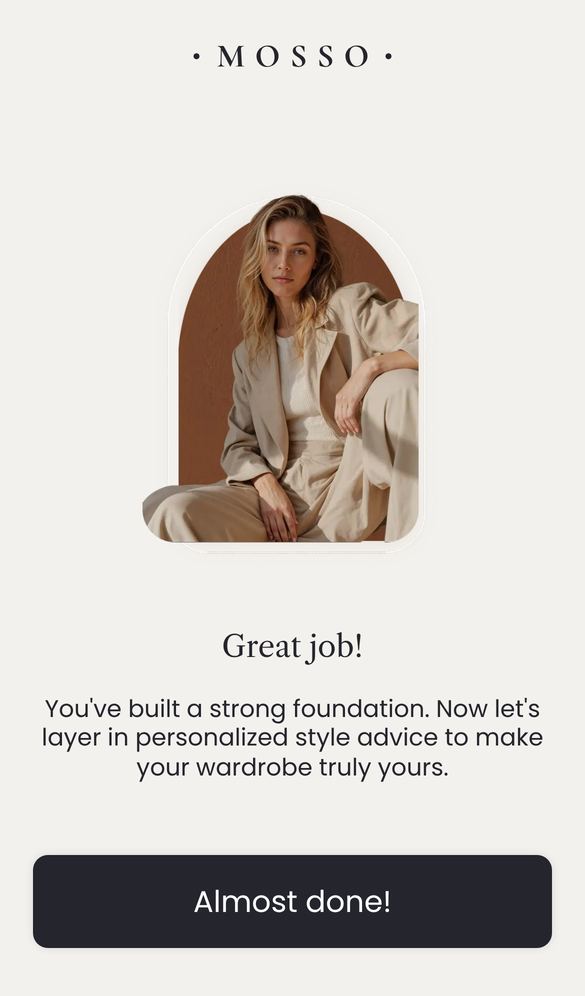 • MOSSO •
Great job!
You've built a strong foundation. Now let's
layer in personalized style advice to make
your wardrobe truly yours.
Almost done!